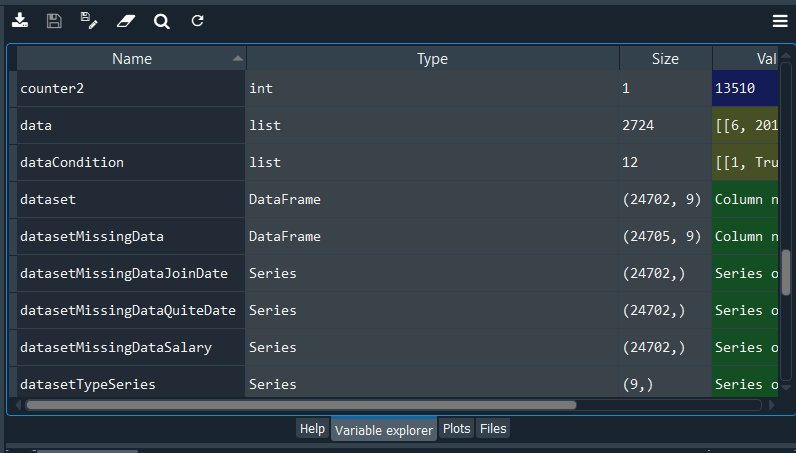 Name Type Size Val
counter2 int 1 13510
data list 2724 [[6, 201
dataCondition list 12 [[1, Tru
dataset DataFrame (24702, 9) Column n
datasetMissingData DataFrame (24705, 9) Column n
datasetMissingDataJoinDate Series (24702,) Series o
datasetMissingDataQuiteDate Series (24702,) Series o
datasetMissingDataSalary Series (24702,) Series o
datasetTypeSeries Series (9,) Series o
Help Variable explorer Plots Files